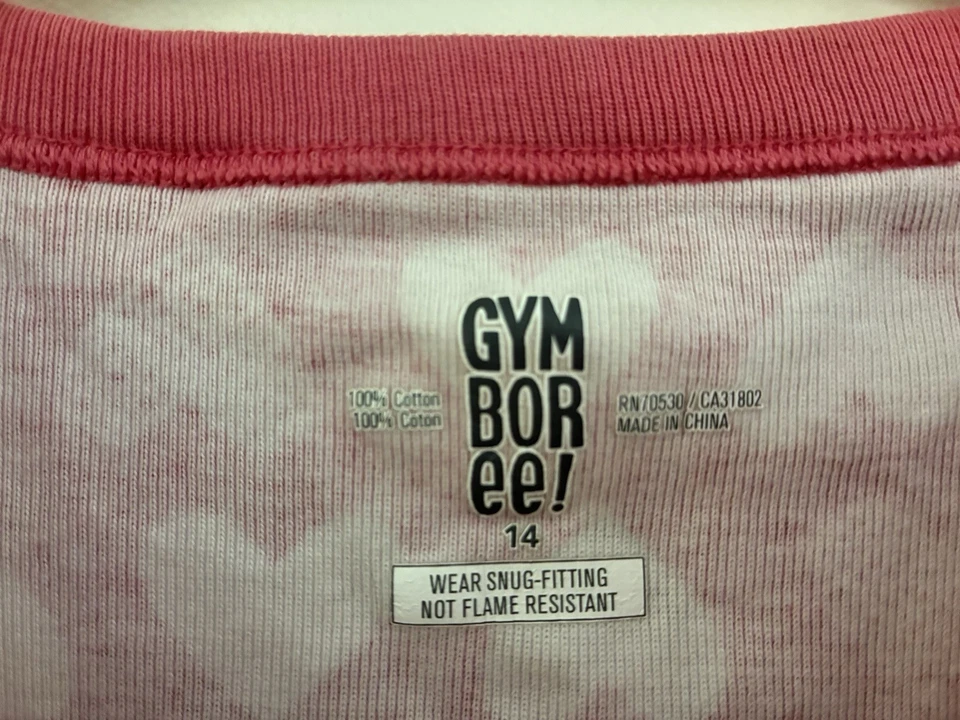 GYM
BOR
ee!
100% Cotton
100% Coton
RN70530 / CA31802
MADE IN CHINA
14
WEAR SNUG-FITTING
NOT FLAME RESISTANT